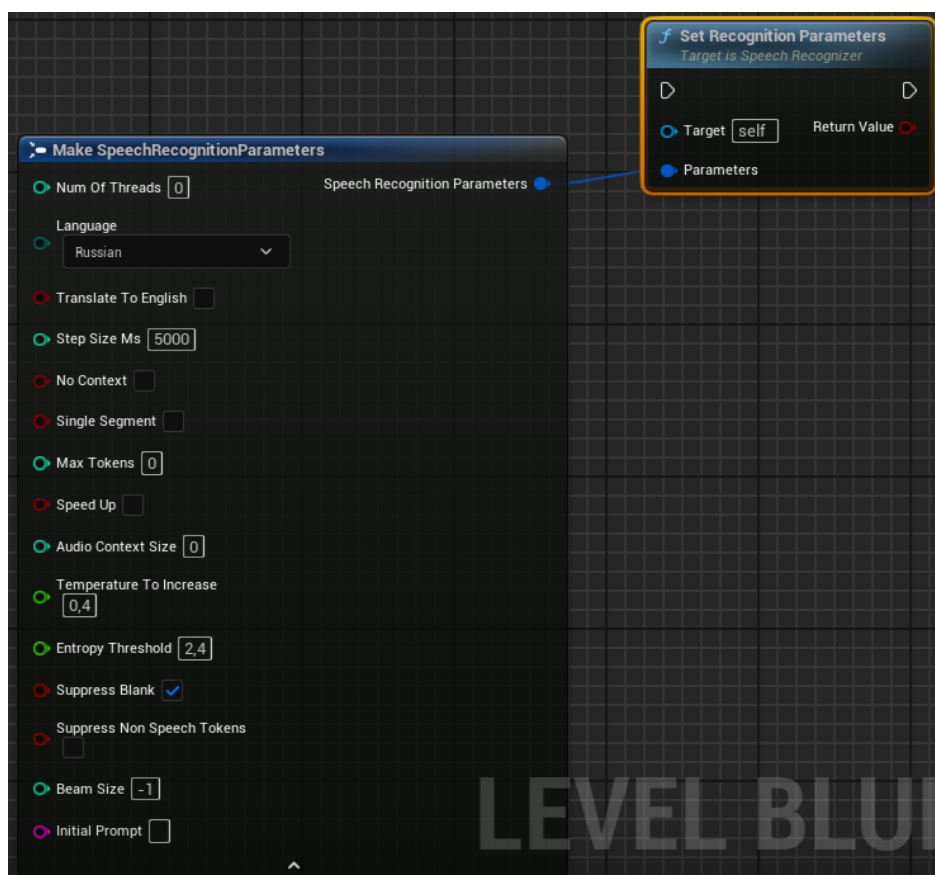 Set Recognition Parameters
Target is Speech Recognizer
Target self
Return Value
Parameters
Make SpeechRecognitionParameters
Num Of Threads 0
Speech Recognition Parameters
Language
Russian
Translate To English
Step Size Ms 5000
No Context
Single Segment
Max Tokens 0
Speed Up
Audio Context Size 0
Temperature To Increase
0,4
Entropy Threshold 2,4
Suppress Blank
Suppress Non Speech Tokens
Beam Size -1
Initial Prompt
LEVEL BLU